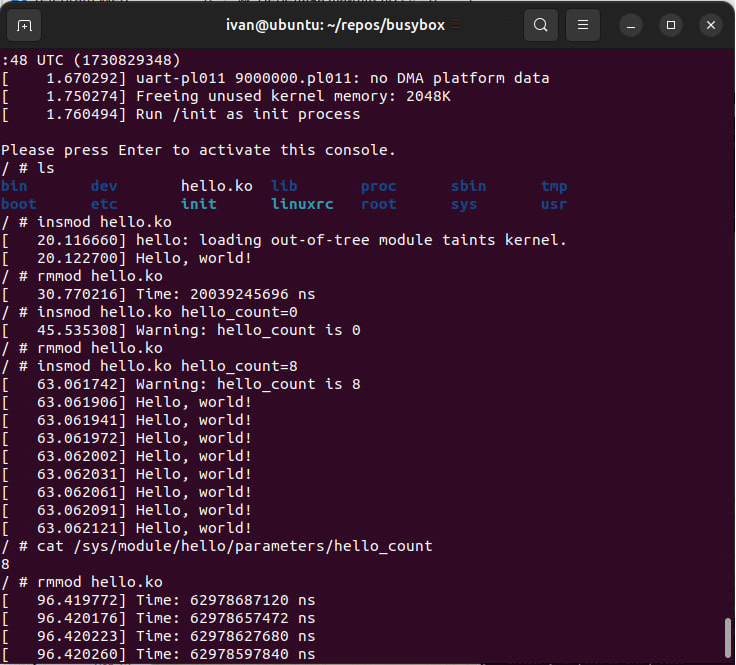 ivan@ubuntu: ~/repos/busybox
:48 UTC (1730829348)
[    1.670292] uart-pl011 9000000.pl011: no DMA platform data
[    1.750274] Freeing unused kernel memory: 2048K
[    1.760494] Run /init as init process
Please press Enter to activate this console.
/ # ls
bin       dev       hello.ko  lib       proc      sbin      tmp
boot      etc       init      linuxrc   root      sys       usr
/ # insmod hello.ko
[   20.116660] hello: loading out-of-tree module taints kernel.
[   20.122700] Hello, world!
/ # rmmod hello.ko
[   30.770216] Time: 20039245696 ns
/ # insmod hello.ko hello_count=0
[   45.535308] Warning: hello_count is 0
/ # rmmod hello.ko
/ # insmod hello.ko hello_count=8
[   63.061742] Warning: hello_count is 8
[   63.061906] Hello, world!
[   63.061941] Hello, world!
[   63.061972] Hello, world!
[   63.062002] Hello, world!
[   63.062031] Hello, world!
[   63.062061] Hello, world!
[   63.062091] Hello, world!
[   63.062121] Hello, world!
/ # cat /sys/module/hello/parameters/hello_count
8
/ # rmmod hello.ko
[   96.419772] Time: 62978687120 ns
[   96.420176] Time: 62978657472 ns
[   96.420223] Time: 62978627680 ns
[   96.420260] Time: 62978597840 ns